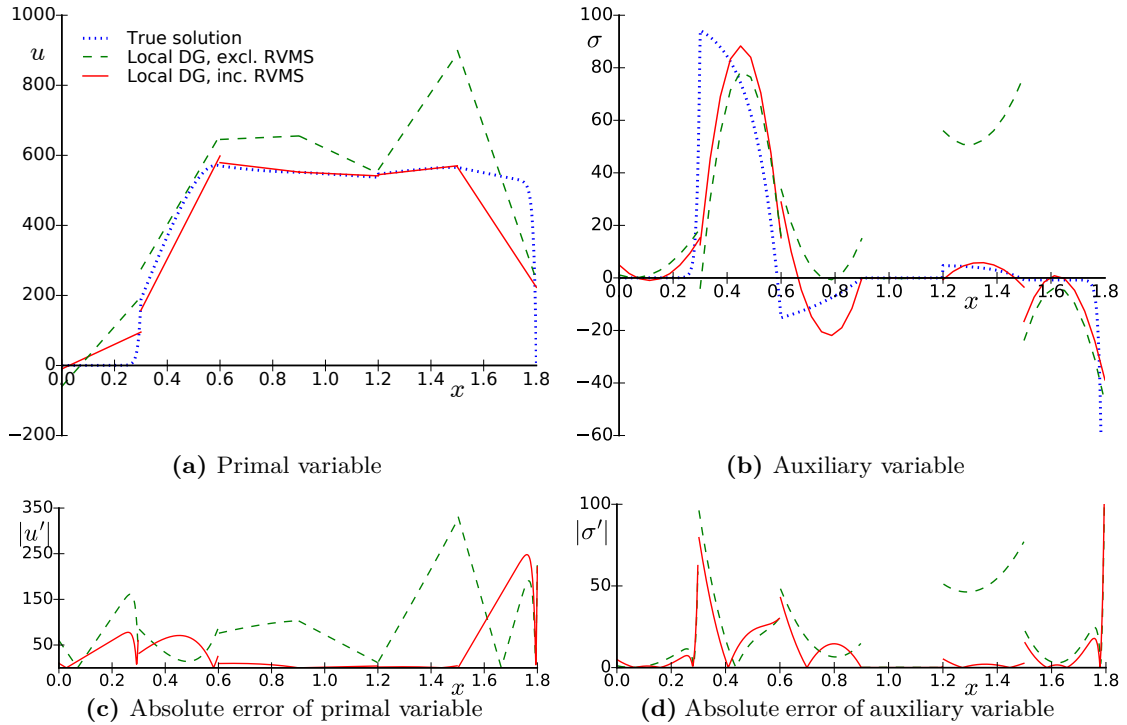 1000
800
600
400
200
0
−200
u
True solution
Local DG, excl. RVMS
Local DG, inc. RVMS
0.0 0.2 0.4 0.6 0.8 1.0 1.2 1.4 1.6 1.8
x
(a) Primal variable
100
80
60
40
20
0
−20
−40
−60
σ
0.0 0.2 0.4 0.6 0.8 1.0 1.2 1.4 1.6 1.8
x
(b) Auxiliary variable
350
250
150
50
|u′|
0.0 0.2 0.4 0.6 0.8 1.0 1.2 1.4 1.6 1.8
x
(c) Absolute error of primal variable
100
50
0
|σ′|
0.0 0.2 0.4 0.6 0.8 1.0 1.2 1.4 1.6 1.8
x
(d) Absolute error of auxiliary variable